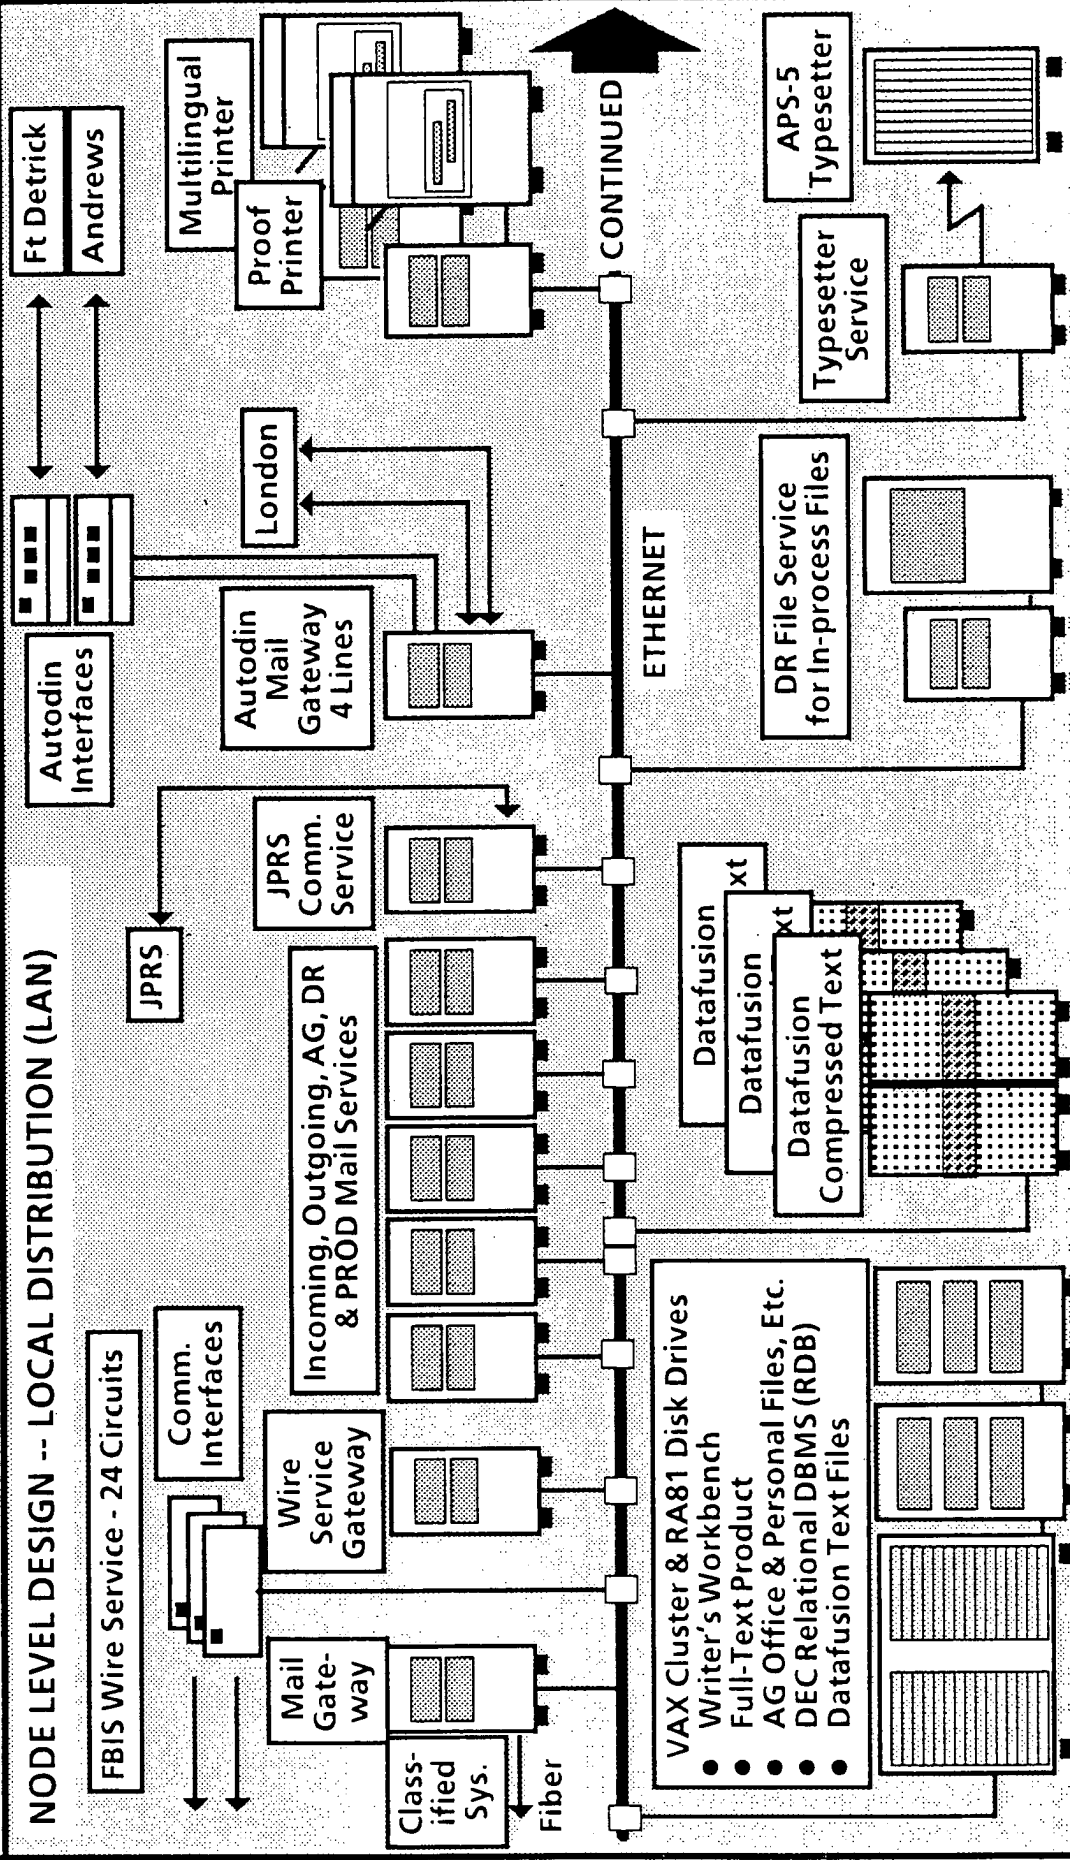 NODE LEVEL DESIGN -- LOCAL DISTRIBUTION (LAN)
FBIS Wire Service - 24 Circuits
Comm.
Interfaces
JPRS
Autodin
Interfaces
Ft Detrick
Andrews
Mail
Gate-
way
Class-
ified
Sys.
Fiber
Wire
Service
Gateway
Incoming, Outgoing, AG, DR
& PROD Mail Services
JPRS
Comm.
Service
Autodin
Mail
Gateway
4 Lines
London
Multilingual
Printer
Proof
Printer
CONTINUED
ETHERNET
VAX Cluster & RA81 Disk Drives
● Writer's Workbench
● Full-Text Product
● AG Office & Personal Files, Etc.
● DEC Relational DBMS (RDB)
● Datafusion Text Files
Datafusion
xt
Datafusion
xt
Datafusion
Compressed Text
DR File Service
for In-process Files
Typesetter
Service
APS-5
Typesetter